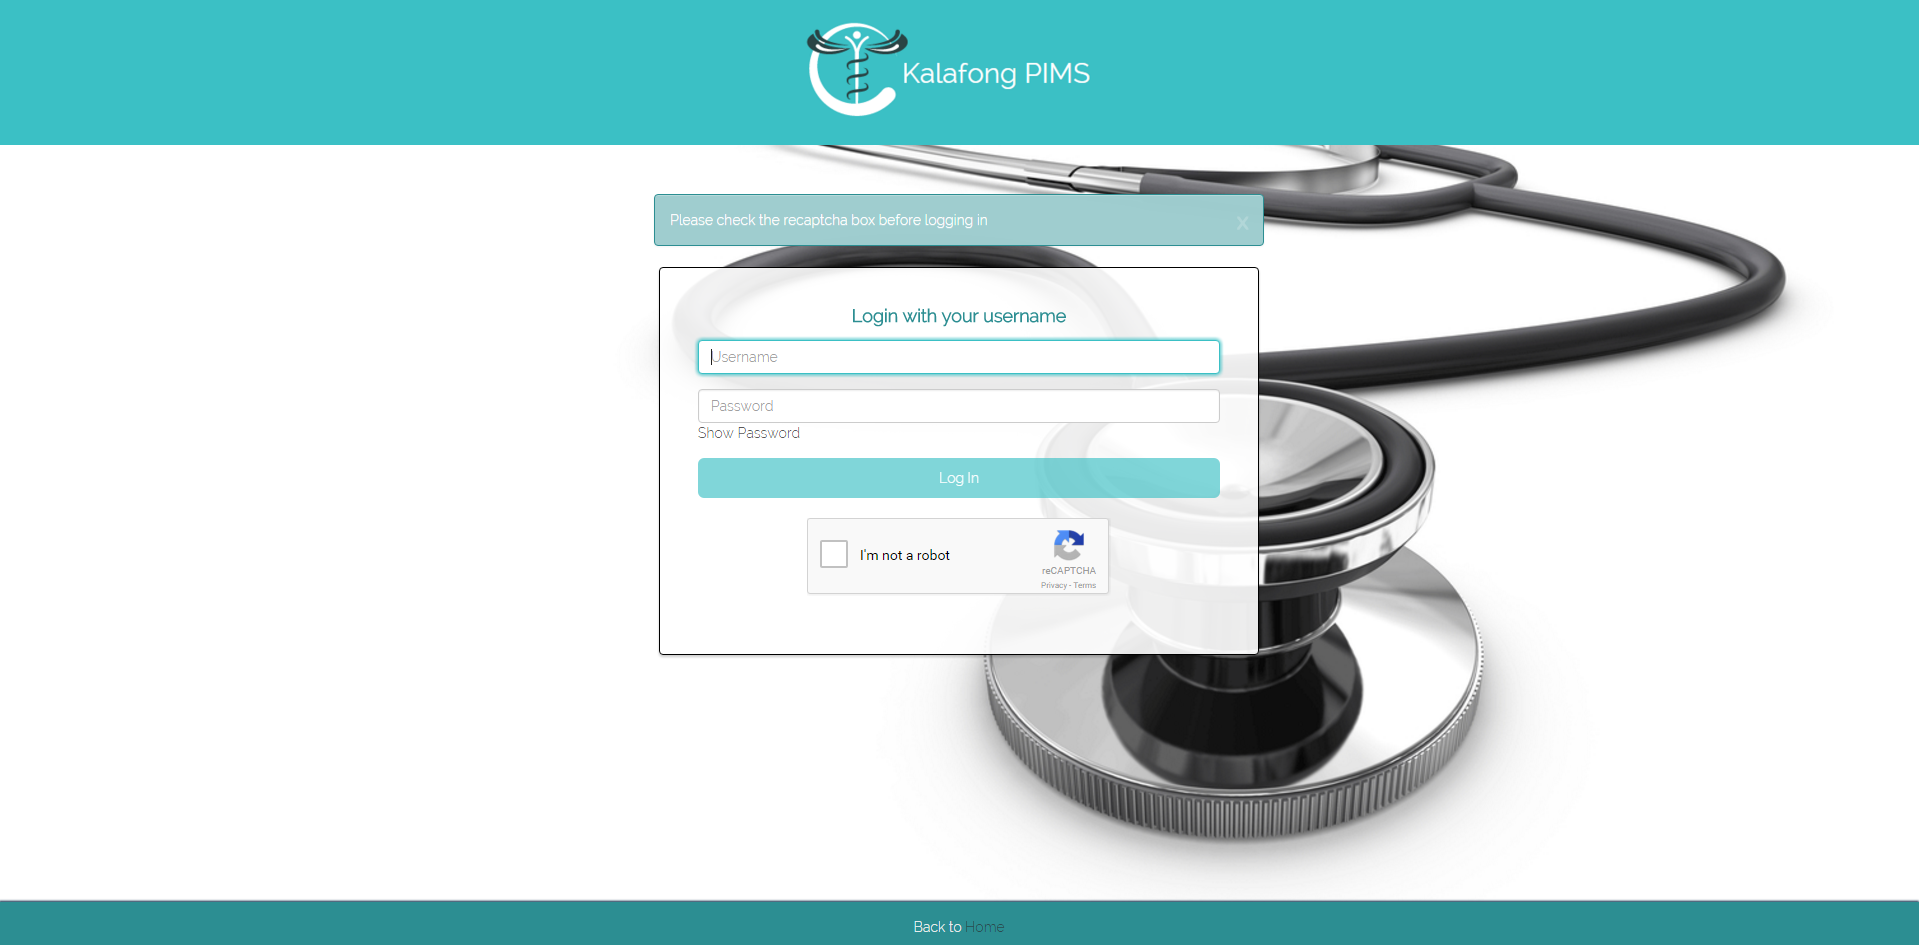 Kalafong PIMS
Please check the recaptcha box before logging in
x
Login with your username
Username
Password
Show Password
Log In
I'm not a robot
reCAPTCHA
Privacy - Terms
Back to Home